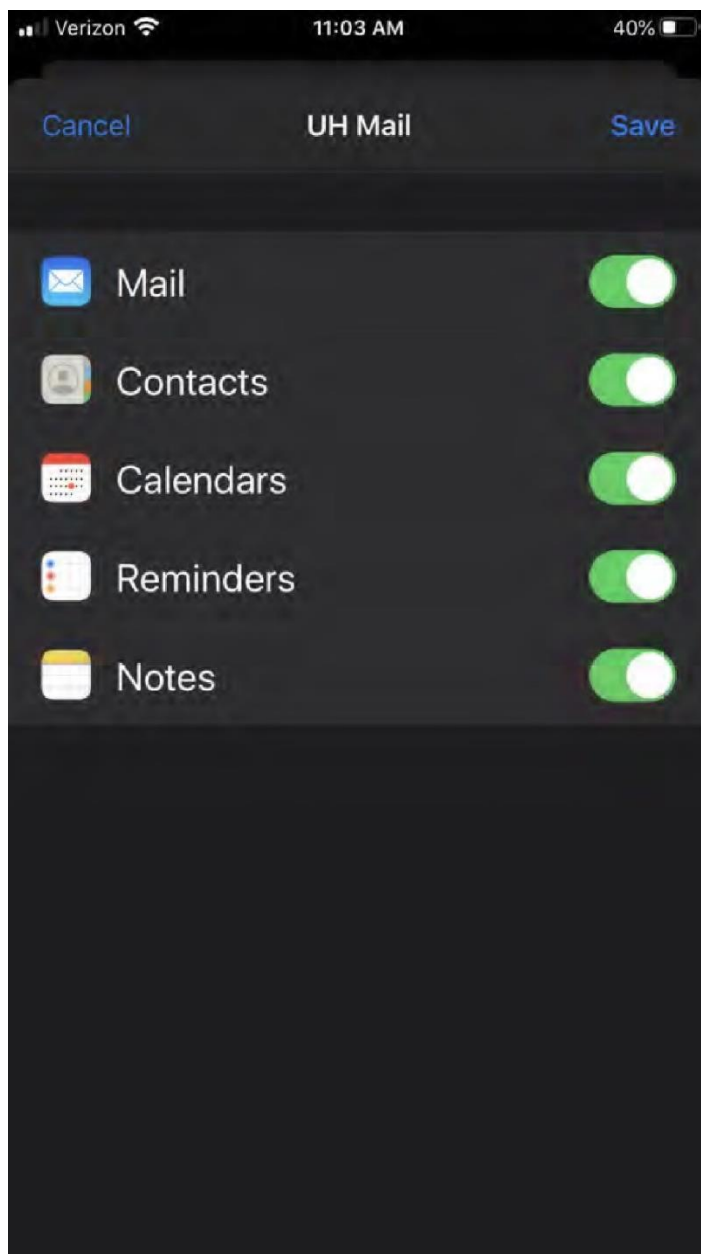 Verizon 11:03 AM 40%
Cancel UH Mail Save
Mail
Contacts
Calendars
Reminders
Notes